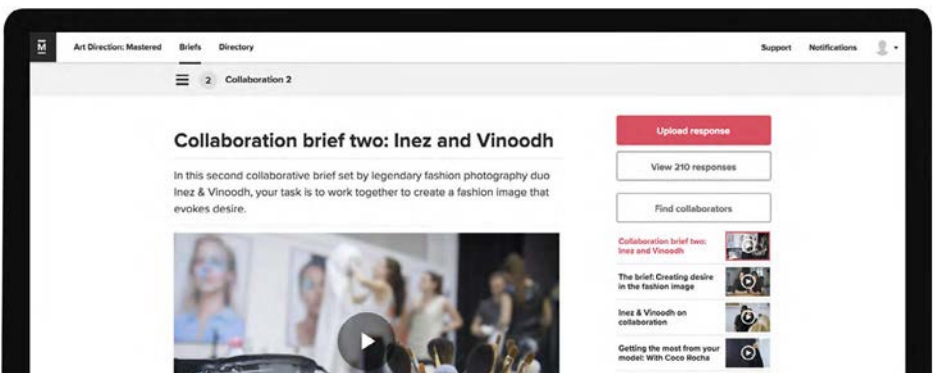 M
Art Direction: Mastered Briefs Directory
Support Notifications
2 Collaboration 2
Collaboration brief two: Inez and Vinoodh
In this second collaborative brief set by legendary fashion photography duo
Inez & Vinoodh, your task is to work together to create a fashion image that
evokes desire.
Upload response
View 210 responses
Find collaborators
Collaboration brief two:
Inez and Vinoodh
The brief: Creating desire
in the fashion image
Inez & Vinoodh on
collaboration
Getting the most from your
model: With Coco Rocha